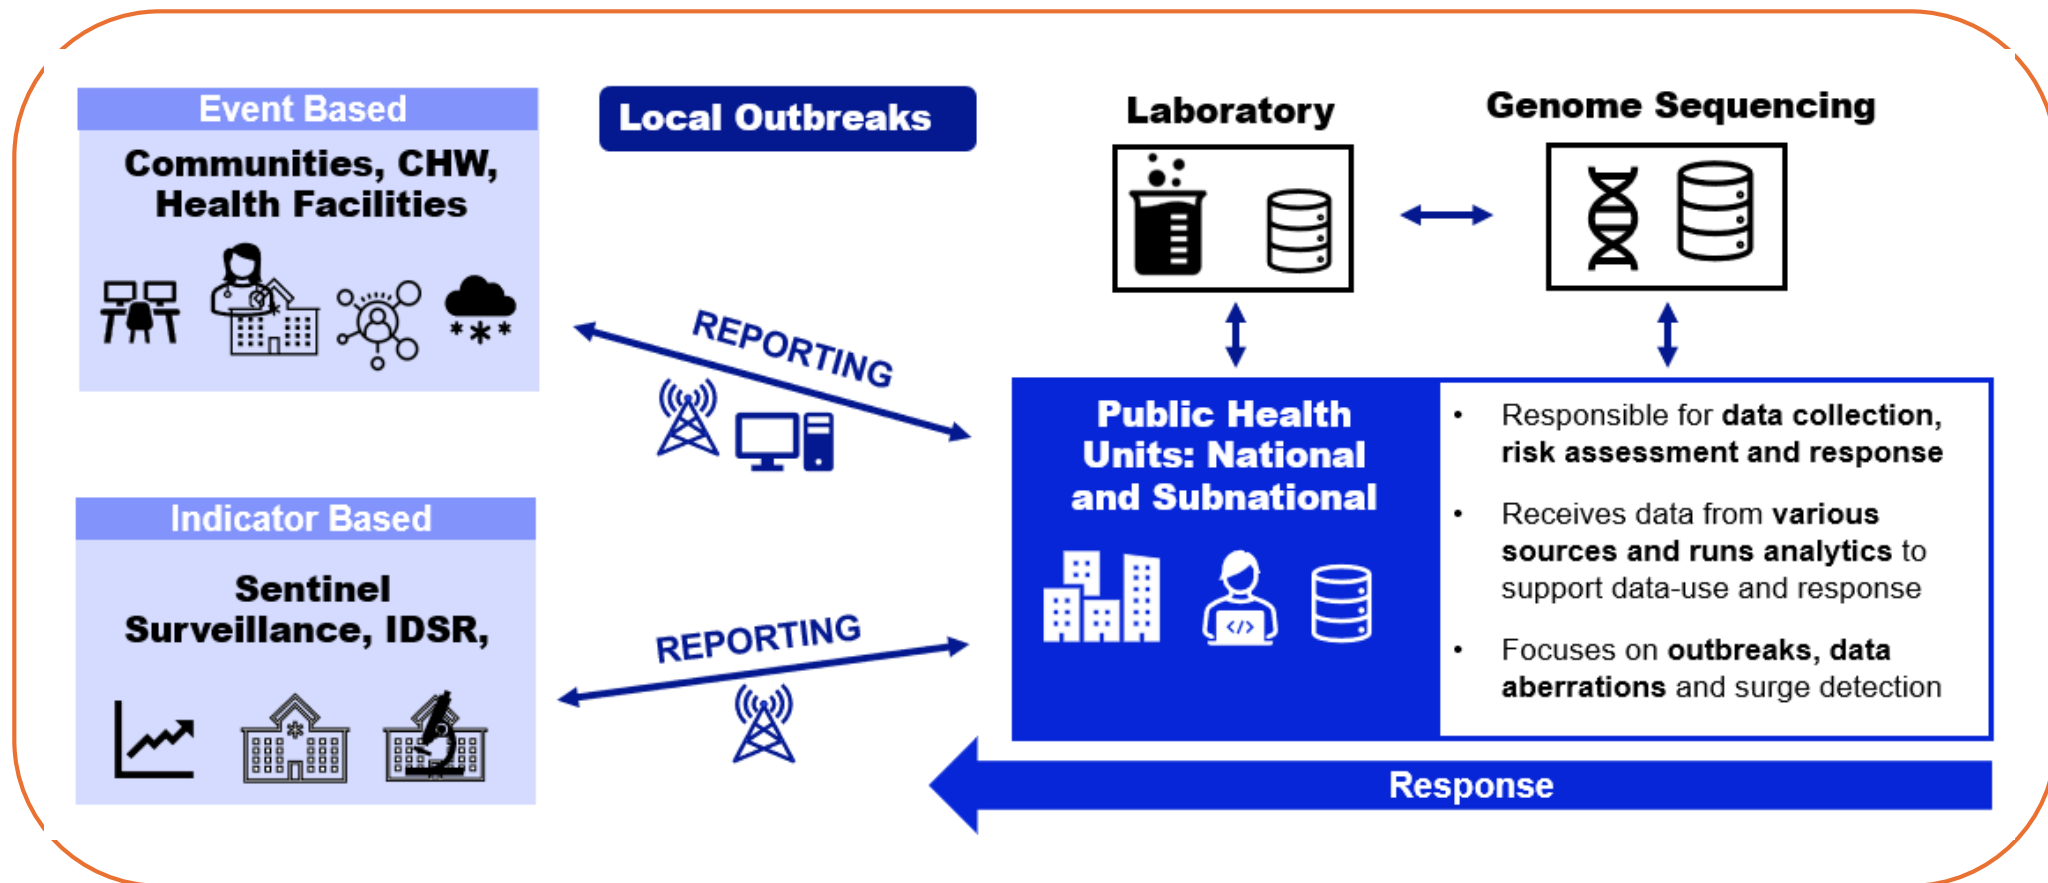 Event Based
Communities, CHW,
Health Facilities
Local Outbreaks
Laboratory
Genome Sequencing
REPORTING
Indicator Based
Sentinel
Surveillance, IDSR,
REPORTING
Public Health
Units: National
and Subnational
</>
• Responsible for data collection,
risk assessment and response
• Receives data from various
sources and runs analytics to
support data-use and response
• Focuses on outbreaks, data
aberrations and surge detection
Response